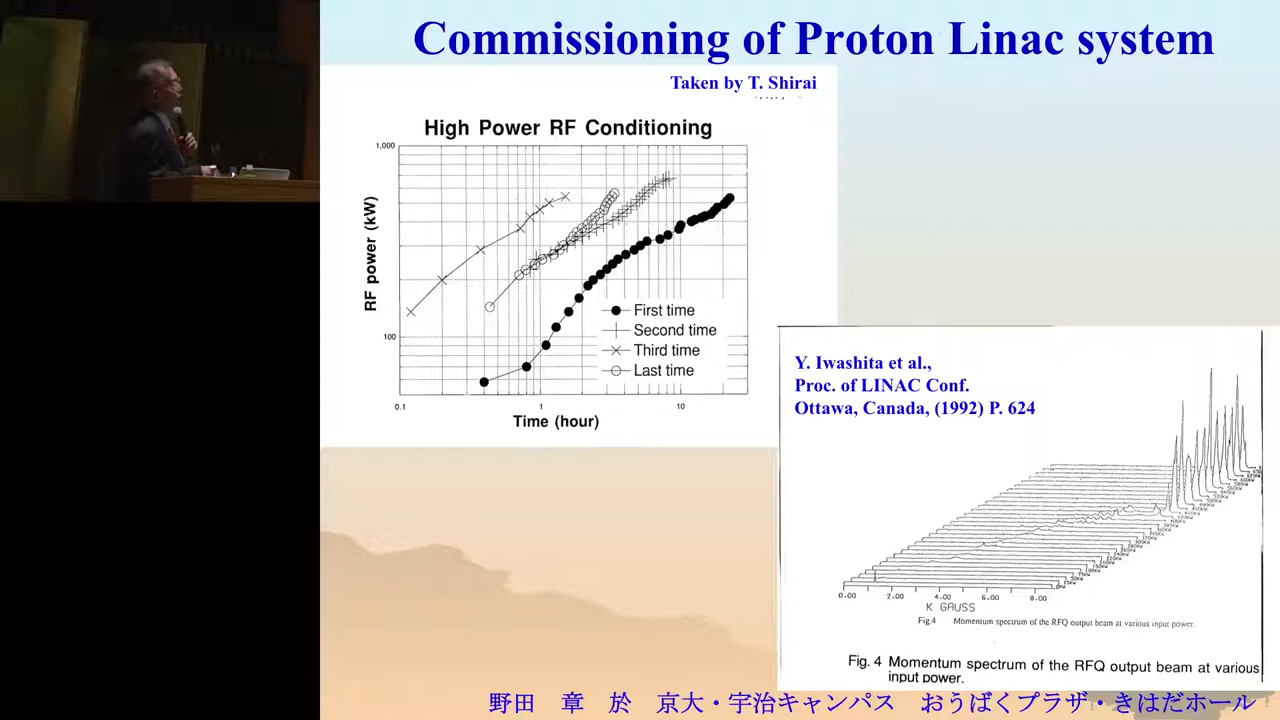 Commissioning of Proton Linac system
Taken by T. Shirai
High Power RF Conditioning
1,000
100
RF power (kW)
0.1
1
10
Time (hour)
First time
Second time
Third time
Last time
Y. Iwashita et al.,
Proc. of LINAC Conf.
Ottawa, Canada, (1992) P. 624
0.00 2.00 4.00 6.00 8.00
K GAUSS
Fig.4 Momentum spectrum of the RFQ output beam at various input power.
Fig. 4 Momentum spectrum of the RFQ output beam at various
input power.
野田 章 於 京大・宇治キャンパス おうばくプラザ・きはだホール